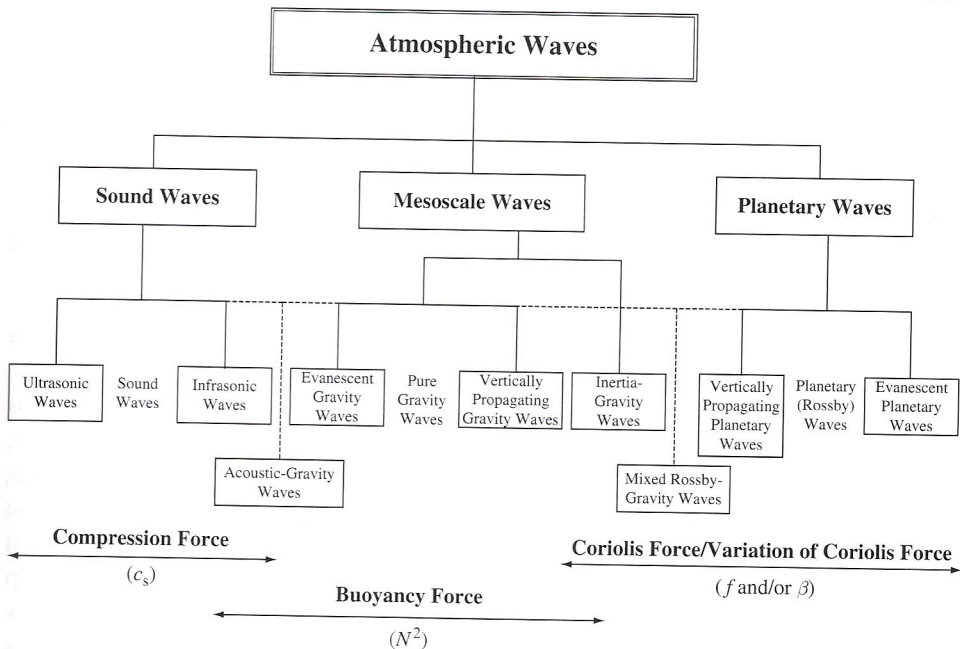 Atmospheric Waves
Sound Waves
Mesoscale Waves
Planetary Waves
Ultrasonic
Waves
Sound
Waves
Infrasonic
Waves
Evanescent
Gravity
Waves
Pure
Gravity
Waves
Vertically
Propagating
Gravity Waves
Inertia-
Gravity
Waves
Vertically
Propagating
Planetary
Waves
Planetary
(Rossby)
Waves
Evanescent
Planetary
Waves
Acoustic-Gravity
Waves
Mixed Rossby-
Gravity Waves
Compression Force
(cₛ)
Coriolis Force/Variation of Coriolis Force
(f and/or β)
Buoyancy Force
(N²)